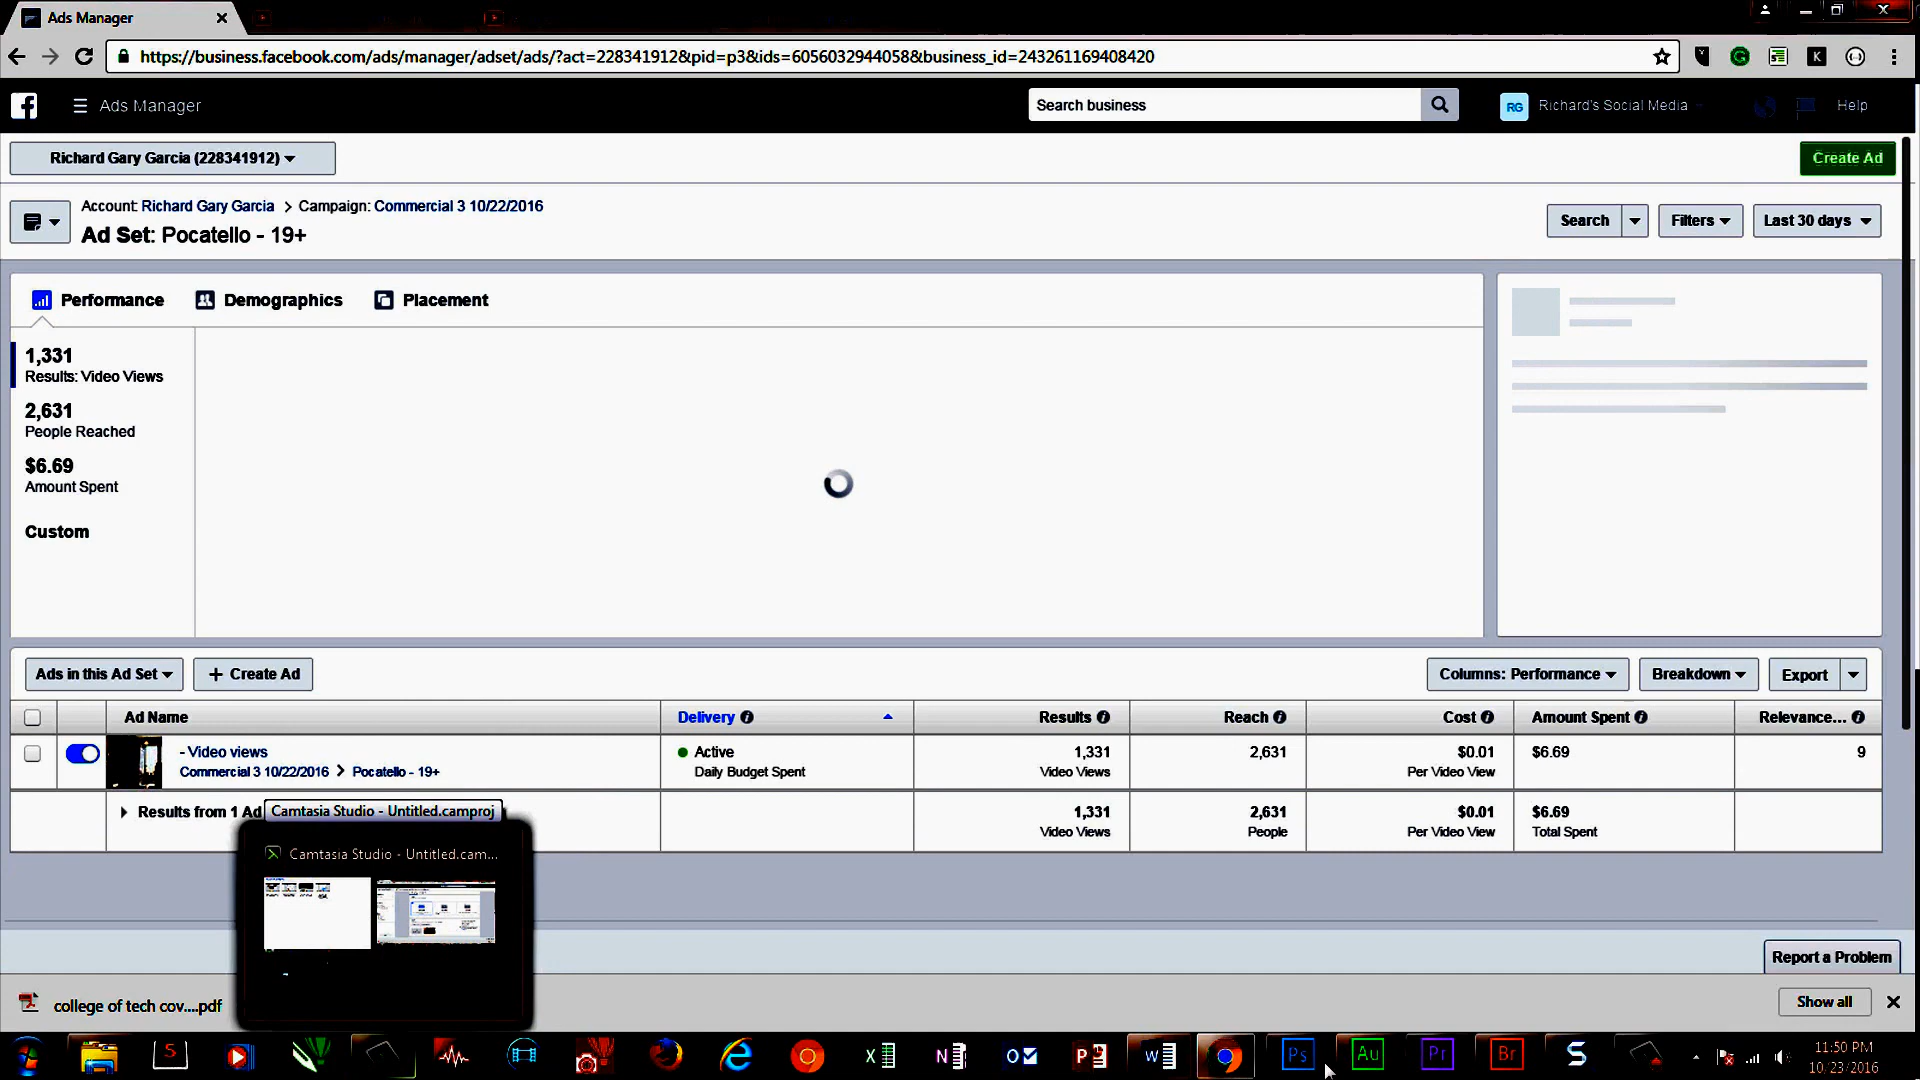 Ads Manager
https://business.facebook.com/ads/manager/adset/ads/?act=228341912&pid=p3&ids=6056032944058&business_id=243261169408420
Ads Manager
Search business
RG Richard's Social Media
Help
Richard Gary Garcia (228341912)
Create Ad
Account: Richard Gary Garcia > Campaign: Commercial 3 10/22/2016
Ad Set: Pocatello - 19+
Search
Filters
Last 30 days
Performance
Demographics
Placement
1,331
Results: Video Views
2,631
People Reached
$6.69
Amount Spent
Custom
Ads in this Ad Set
+ Create Ad
Columns: Performance
Breakdown
Export
Ad Name
Delivery
Results
Reach
Cost
Amount Spent
Relevance...
- Video views
Commercial 3 10/22/2016 > Pocatello - 19+
Active
Daily Budget Spent
1,331
Video Views
2,631
$0.01
Per Video View
$6.69
9
Results from 1 Ad
1,331
Video Views
2,631
People
$0.01
Per Video View
$6.69
Total Spent
Camtasia Studio - Untitled.camproj
Camtasia Studio - Untitled.cam...
Report a Problem
college of tech cov....pdf
Show all
Ps
Au
Pr
Br
11:50 PM
10/23/2016